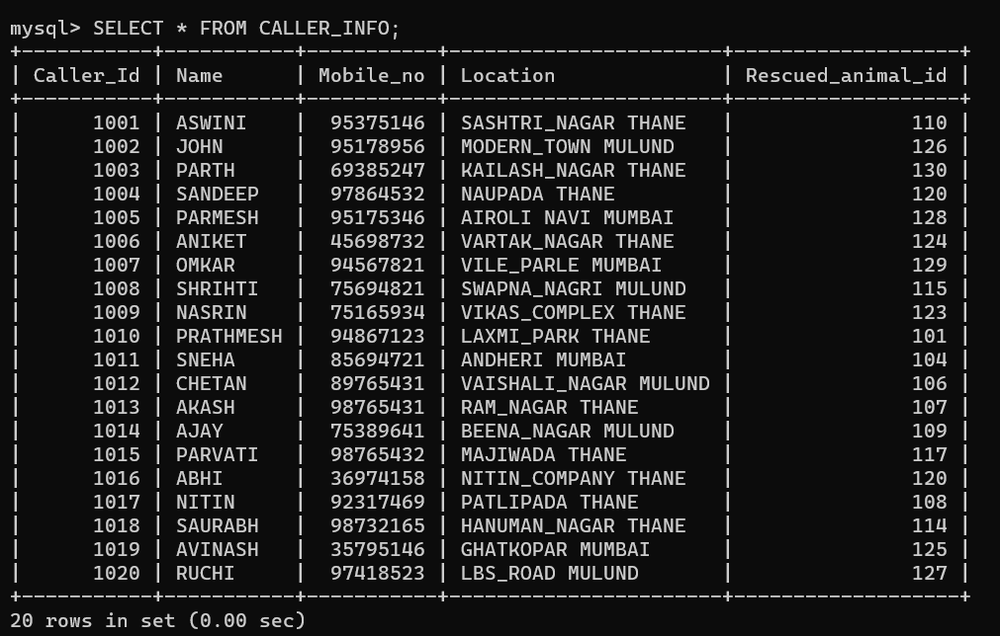 mysql> SELECT * FROM CALLER_INFO;
+-----------+-----------+-----------+-----------------------+-------------------+
| Caller_Id | Name      | Mobile_no | Location              | Rescued_animal_id |
+-----------+-----------+-----------+-----------------------+-------------------+
|      1001 | ASWINI    |  95375146 | SASHTRI_NAGAR THANE   |               110 |
|      1002 | JOHN      |  95178956 | MODERN_TOWN MULUND    |               126 |
|      1003 | PARTH     |  69385247 | KAILASH_NAGAR THANE   |               130 |
|      1004 | SANDEEP   |  97864532 | NAUPADA THANE         |               120 |
|      1005 | PARMESH   |  95175346 | AIROLI NAVI MUMBAI    |               128 |
|      1006 | ANIKET    |  45698732 | VARTAK_NAGAR THANE    |               124 |
|      1007 | OMKAR     |  94567821 | VILE_PARLE MUMBAI     |               129 |
|      1008 | SHRIHTI   |  75694821 | SWAPNA_NAGRI MULUND   |               115 |
|      1009 | NASRIN    |  75165934 | VIKAS_COMPLEX THANE   |               123 |
|      1010 | PRATHMESH |  94867123 | LAXMI_PARK THANE      |               101 |
|      1011 | SNEHA     |  85694721 | ANDHERI MUMBAI        |               104 |
|      1012 | CHETAN    |  89765431 | VAISHALI_NAGAR MULUND |               106 |
|      1013 | AKASH     |  98765431 | RAM_NAGAR THANE       |               107 |
|      1014 | AJAY      |  75389641 | BEENA_NAGAR MULUND    |               109 |
|      1015 | PARVATI   |  98765432 | MAJIWADA THANE        |               117 |
|      1016 | ABHI      |  36974158 | NITIN_COMPANY THANE   |               120 |
|      1017 | NITIN     |  92317469 | PATLIPADA THANE       |               108 |
|      1018 | SAURABH   |  98732165 | HANUMAN_NAGAR THANE   |               114 |
|      1019 | AVINASH   |  35795146 | GHATKOPAR MUMBAI      |               125 |
|      1020 | RUCHI     |  97418523 | LBS_ROAD MULUND       |               127 |
+-----------+-----------+-----------+-----------------------+-------------------+
20 rows in set (0.00 sec)